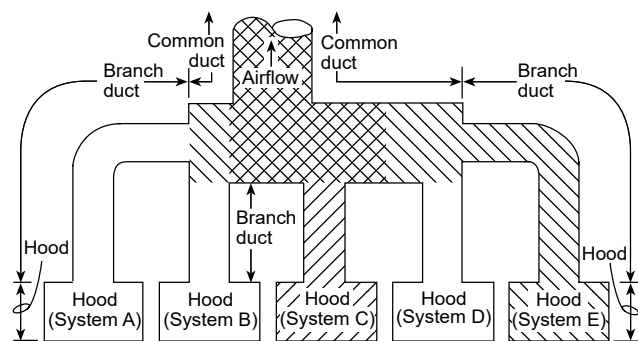 Common
duct
Common
duct
Branch
duct
Airflow
Branch
duct
Branch
duct
Hood
Hood
Hood
(System A)
Hood
(System B)
Hood
(System C)
Hood
(System D)
Hood
(System E)